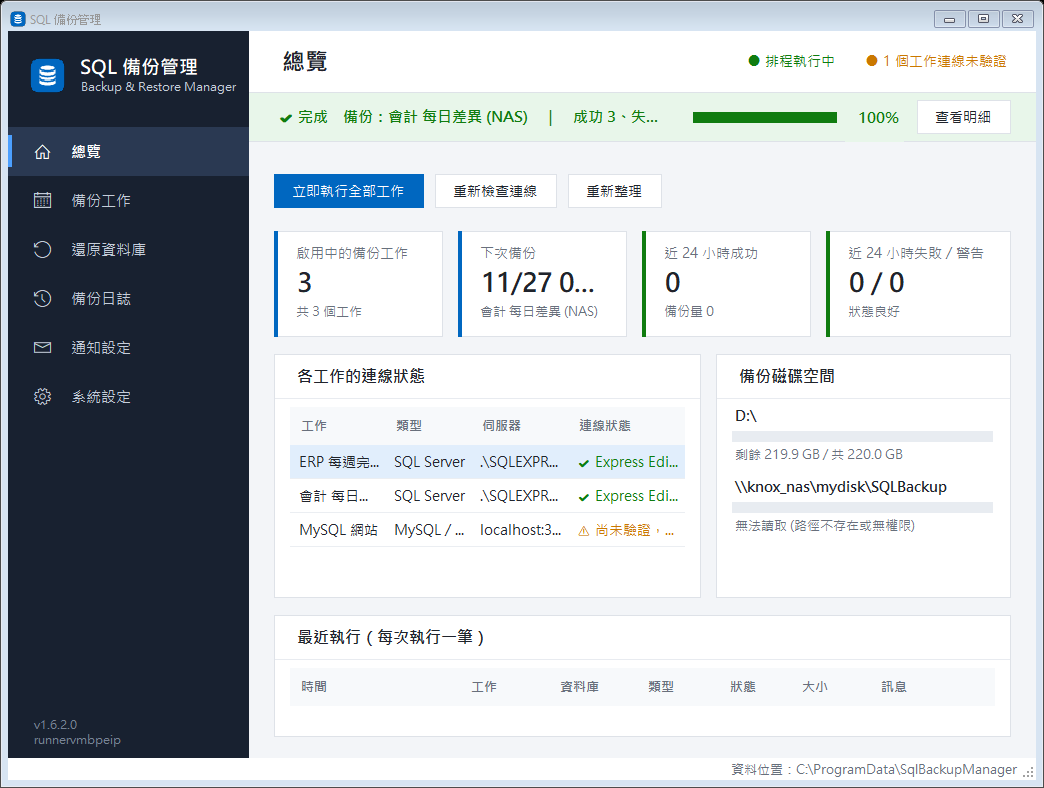 SQL 備份管理
SQL 備份管理
Backup & Restore Manager
總覽
備份工作
還原資料庫
備份日誌
通知設定
系統設定
v1.6.2.0
runnervmbpeip
總覽
排程執行中
1 個工作連線未驗證
完成 備份：會計 每日差異 (NAS) | 成功 3、失...
100%
查看明細
立即執行全部工作
重新檢查連線
重新整理
啟用中的備份工作
3
共 3 個工作
下次備份
11/27 0...
會計 每日差異 (NAS)
近 24 小時成功
0
備份量 0
近 24 小時失敗 / 警告
0 / 0
狀態良好
各工作的連線狀態
工作 類型 伺服器 連線狀態
ERP 每週完... SQL Server .\SQLEXPR... ✔ Express Edi...
會計 每日... SQL Server .\SQLEXPR... ✔ Express Edi...
MySQL 網站 MySQL / ... localhost:3... ⚠ 尚未驗證，...
備份磁碟空間
D:\
剩餘 219.9 GB / 共 220.0 GB
\\knox_nas\mydisk\SQLBackup
無法讀取 (路徑不存在或無權限)
最近執行 ( 每次執行一筆 )
時間 工作 資料庫 類型 狀態 大小 訊息
資料位置：C:\ProgramData\SqlBackupManager